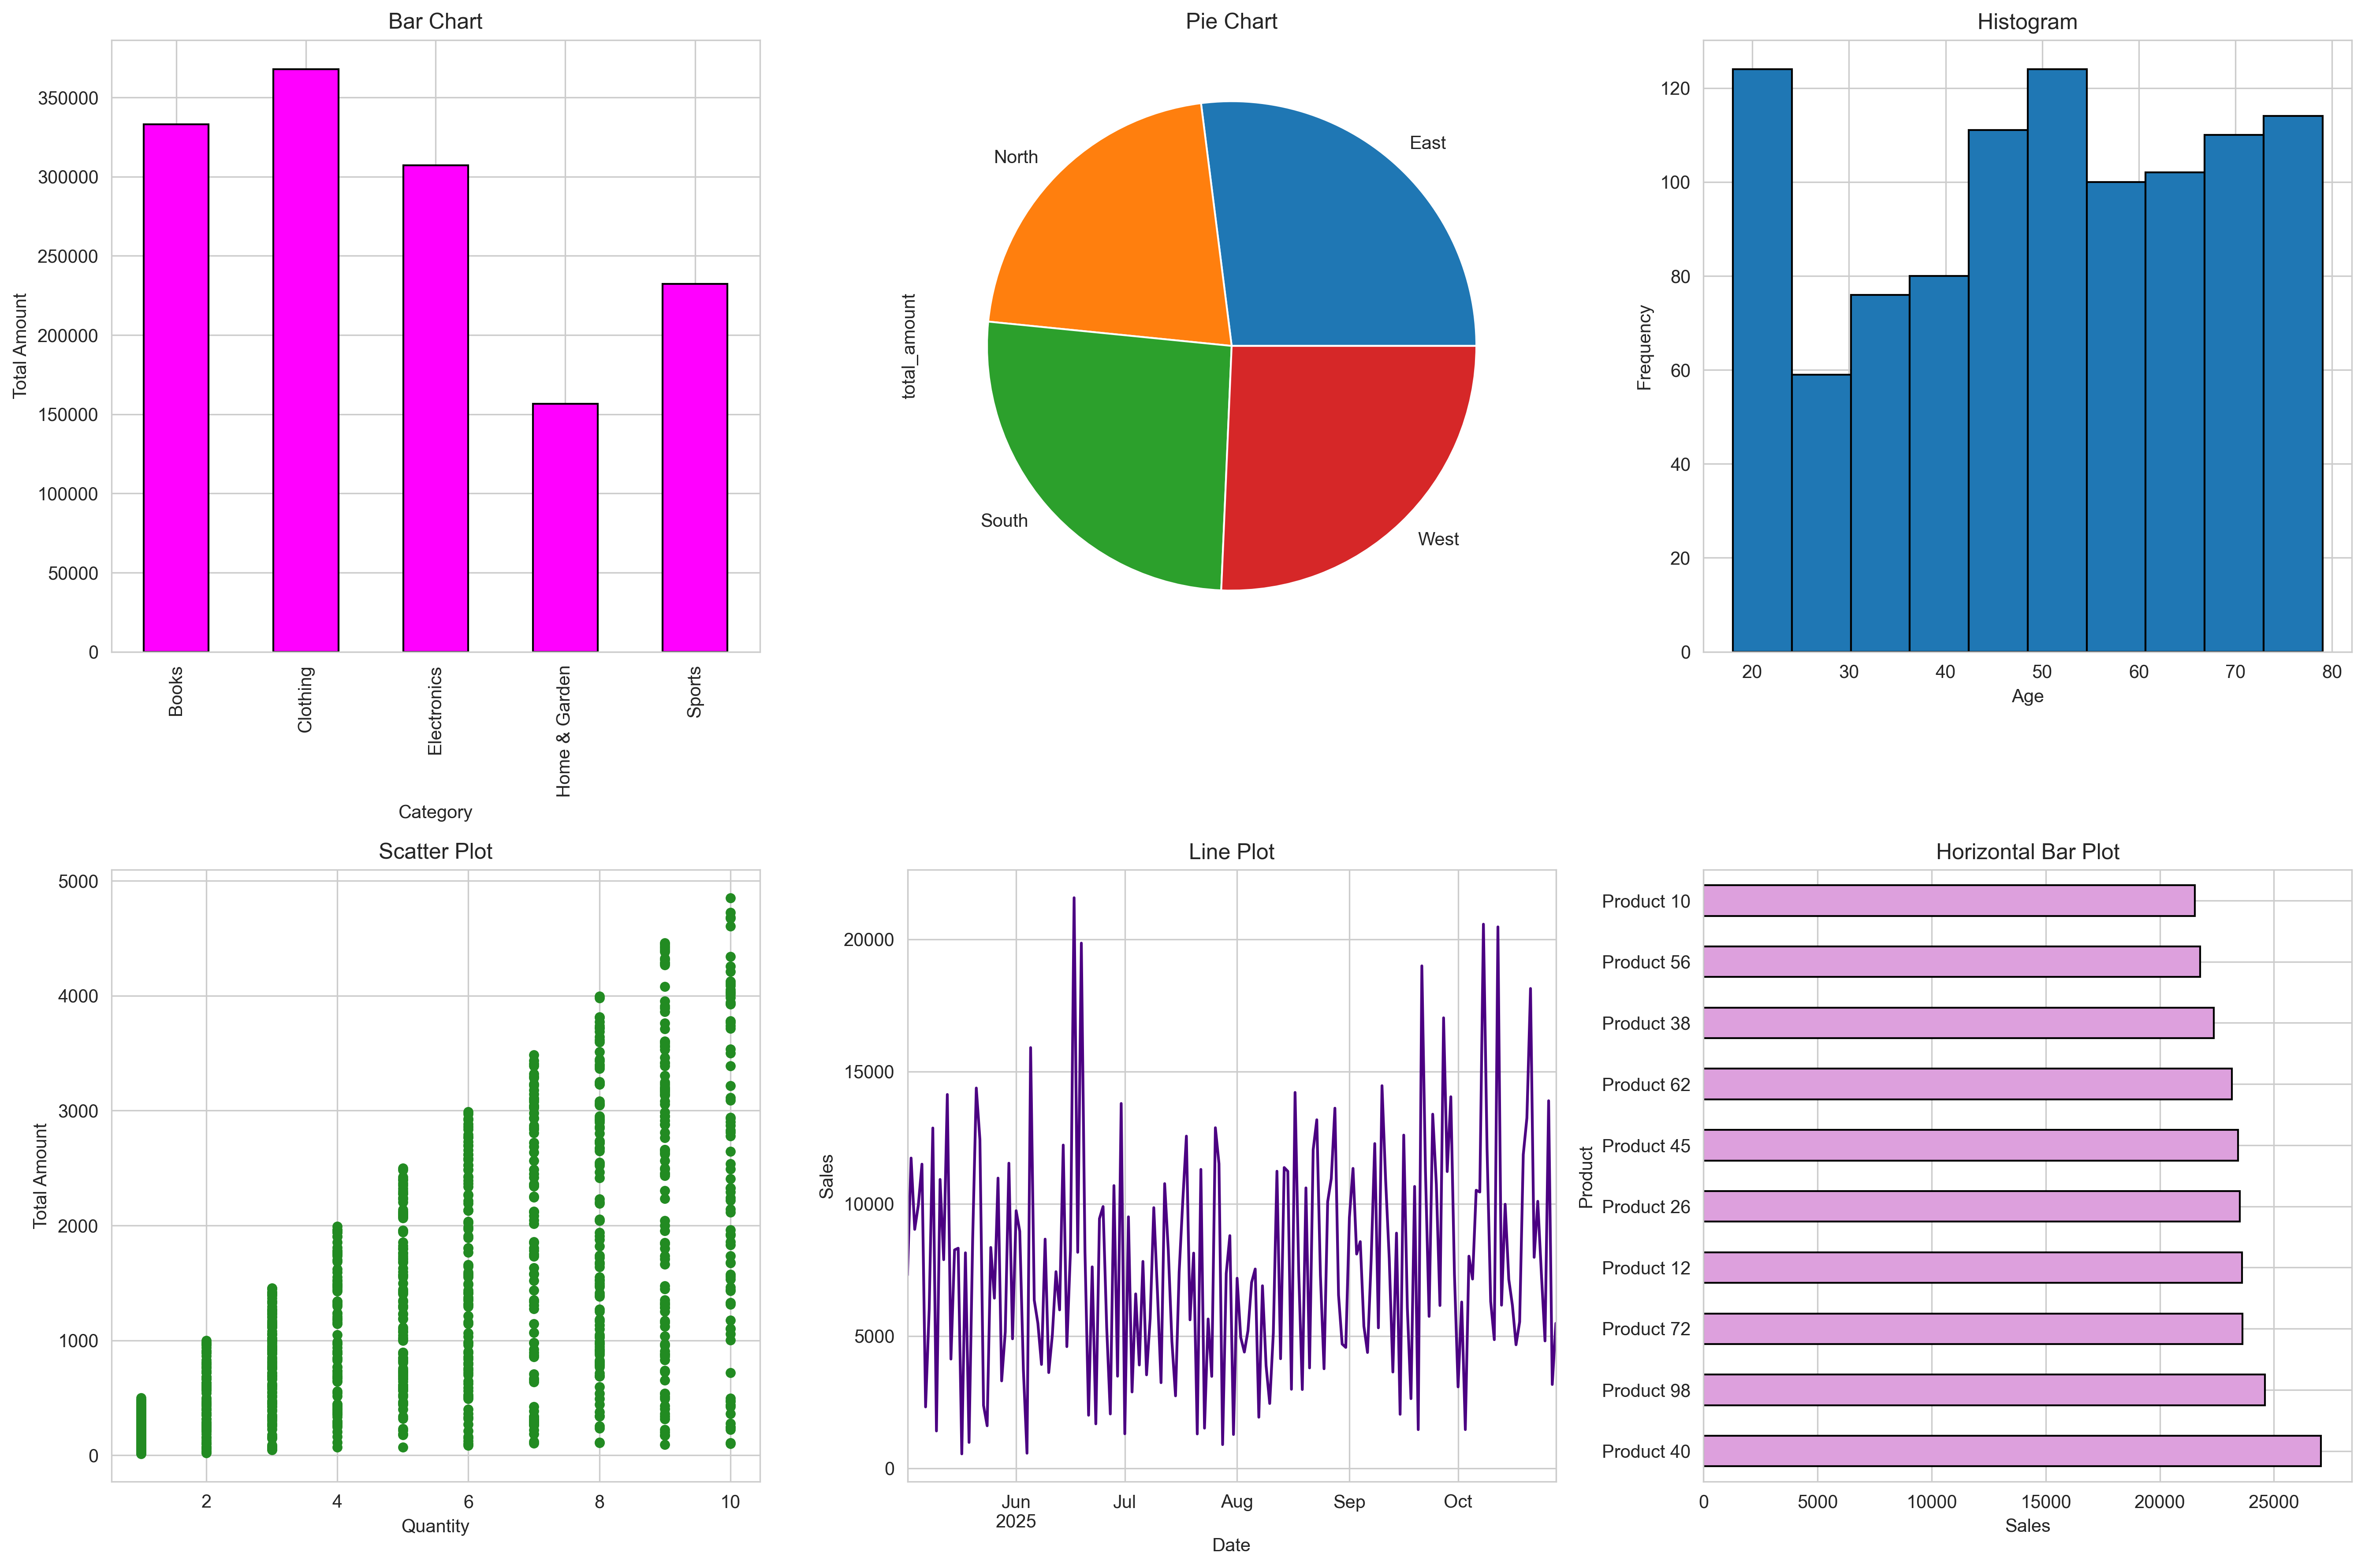 Bar Chart
350000
300000
250000
200000
150000
100000
50000
0
Total Amount
Books
Clothing
Electronics
Home & Garden
Sports
Category
Pie Chart
East
North
South
West
total_amount
Histogram
120
100
80
60
40
20
0
Frequency
20 30 40 50 60 70 80
Age
Scatter Plot
5000
4000
3000
2000
1000
0
Total Amount
2 4 6 8 10
Quantity
Line Plot
20000
15000
10000
5000
0
Sales
Jun Jul Aug Sep Oct
2025
Date
Horizontal Bar Plot
Product 10
Product 56
Product 38
Product 62
Product 45
Product 26
Product 12
Product 72
Product 98
Product 40
Product
0 5000 10000 15000 20000 25000
Sales